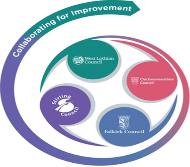 Collaborating for Improvement
West Lothian
Council
Clackmannanshire
Council
Stirling
Council
Falkirk Council